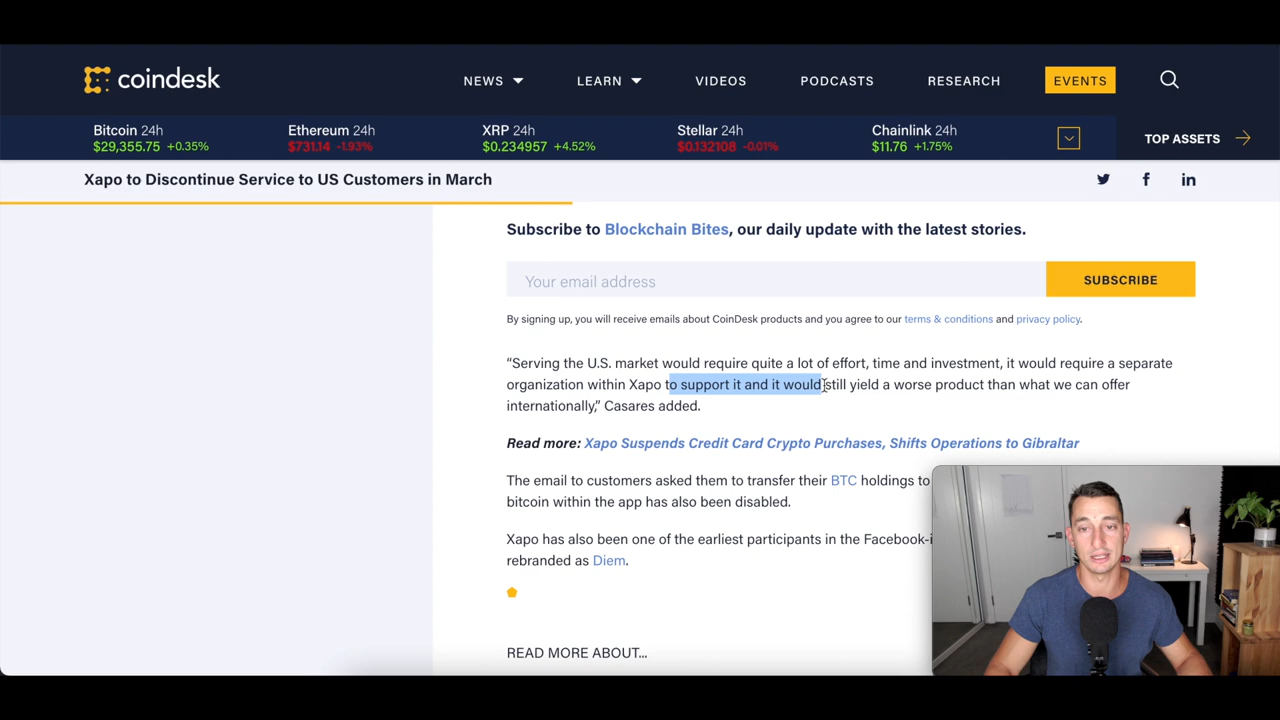 coindesk
NEWS
LEARN
VIDEOS
PODCASTS
RESEARCH
EVENTS
Bitcoin 24h
$29,355.75 +0.35%
Ethereum 24h
$731.14 -1.93%
XRP 24h
$0.234957 +4.52%
Stellar 24h
$0.132108 -0.01%
Chainlink 24h
$11.76 +1.75%
TOP ASSETS
Xapo to Discontinue Service to US Customers in March
Subscribe to Blockchain Bites, our daily update with the latest stories.
Your email address
SUBSCRIBE
By signing up, you will receive emails about CoinDesk products and you agree to our terms & conditions and privacy policy.
“Serving the U.S. market would require quite a lot of effort, time and investment, it would require a separate
organization within Xapo to support it and it would still yield a worse product than what we can offer
internationally,” Casares added.
Read more: Xapo Suspends Credit Card Crypto Purchases, Shifts Operations to Gibraltar
The email to customers asked them to transfer their BTC holdings to
bitcoin within the app has also been disabled.
Xapo has also been one of the earliest participants in the Facebook-i
rebranded as Diem.
READ MORE ABOUT...